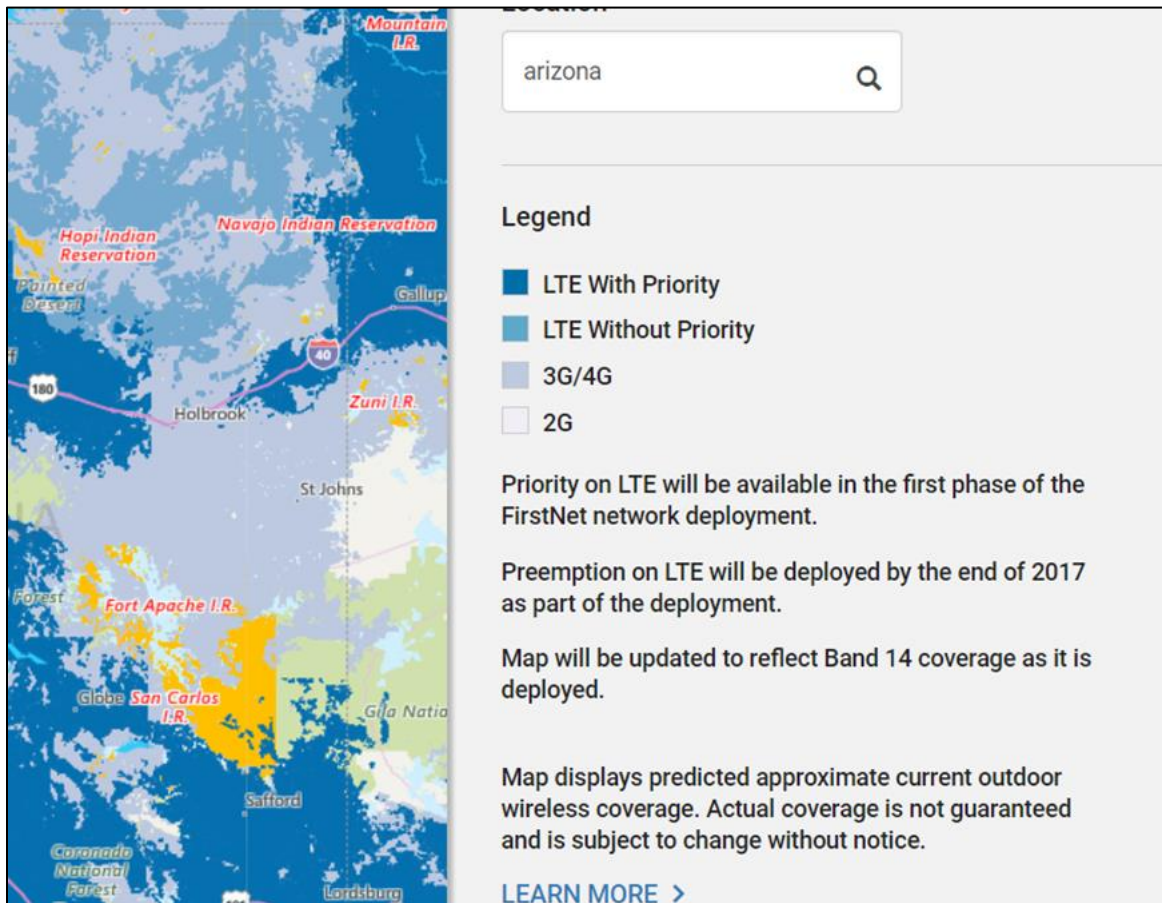 Mountain
I.R.
Hopi Indian
Reservation
Navajo Indian Reservation
Painted
Desert
Gallup
40
180
Holbrook
Zuni I.R.
St Johns
Forest
Fort Apache I.R.
Globe
San Carlos
I.R.
Gila Natio
Safford
Coronado
National
Forest
Lordsburg
Location
arizona
Legend
LTE With Priority
LTE Without Priority
3G/4G
2G
Priority on LTE will be available in the first phase of the
FirstNet network deployment.
Preemption on LTE will be deployed by the end of 2017
as part of the deployment.
Map will be updated to reflect Band 14 coverage as it is
deployed.
Map displays predicted approximate current outdoor
wireless coverage. Actual coverage is not guaranteed
and is subject to change without notice.
LEARN MORE >